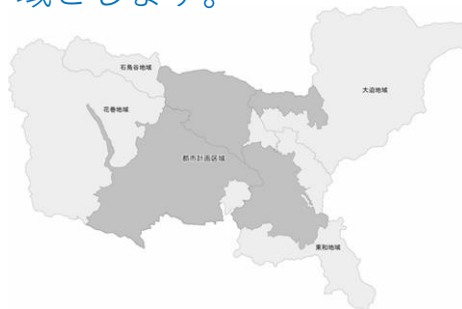 域とします。
石鳥谷地域
大迫地域
花巻地域
都市計画区域
東和地域